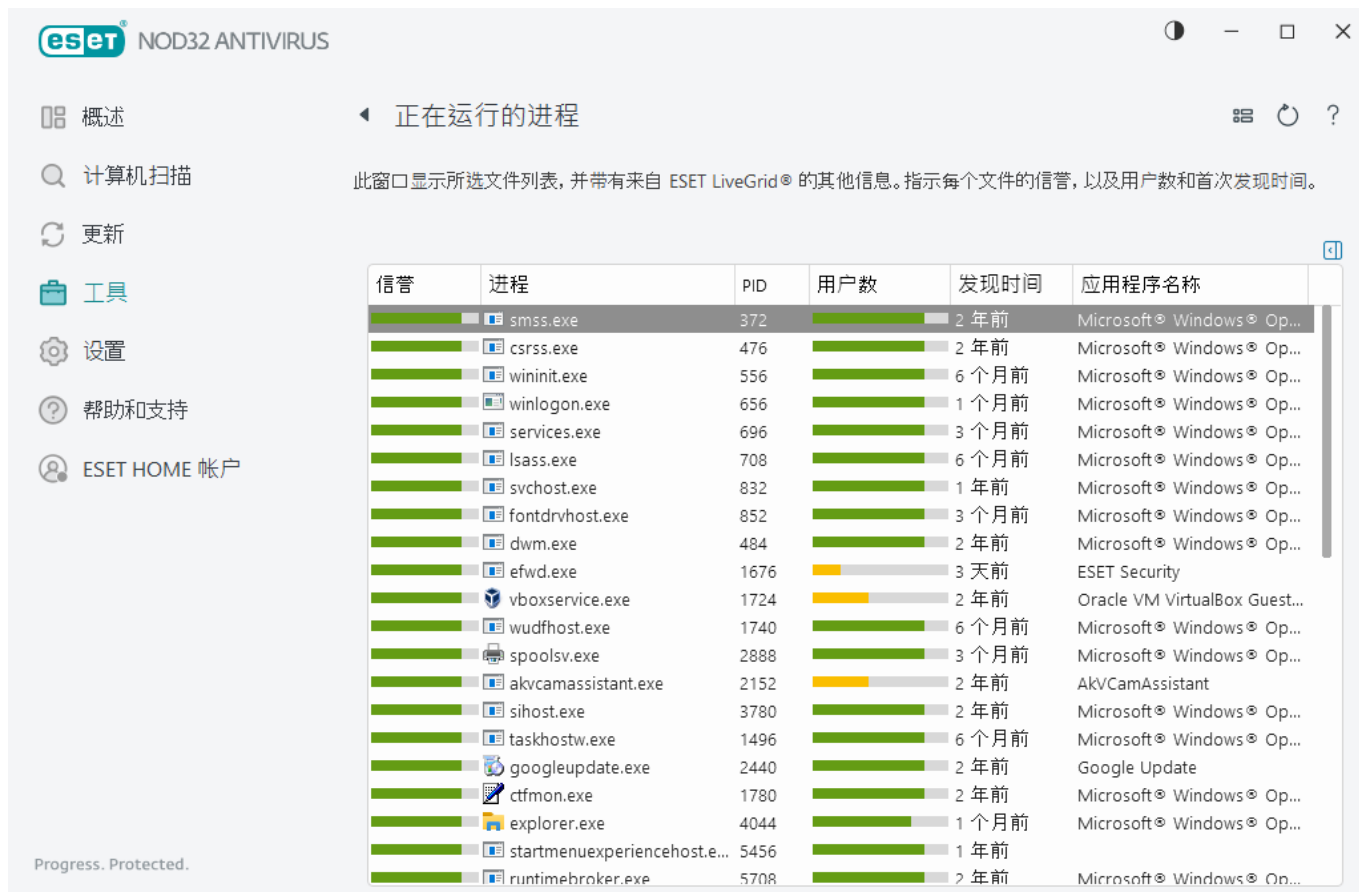 eseT® NOD32 ANTIVIRUS
概述
计算机扫描
更新
工具
设置
帮助和支持
ESET HOME 帐户
Progress. Protected.
正在运行的进程
此窗口显示所选文件列表, 并带有来自 ESET LiveGrid® 的其他信息。指示每个文件的信誉, 以及用户数和首次发现时间。
信誉 进程 PID 用户数 发现时间 应用程序名称
smss.exe 372 2 年前 Microsoft® Windows® Op...
csrss.exe 476 2 年前 Microsoft® Windows® Op...
wininit.exe 556 6 个月前 Microsoft® Windows® Op...
winlogon.exe 656 1 个月前 Microsoft® Windows® Op...
services.exe 696 3 个月前 Microsoft® Windows® Op...
lsass.exe 708 6 个月前 Microsoft® Windows® Op...
svchost.exe 832 1 年前 Microsoft® Windows® Op...
fontdrvhost.exe 852 3 个月前 Microsoft® Windows® Op...
dwm.exe 484 2 年前 Microsoft® Windows® Op...
efwd.exe 1676 3 天前 ESET Security
vboxservice.exe 1724 2 年前 Oracle VM VirtualBox Guest...
wudfhost.exe 1740 6 个月前 Microsoft® Windows® Op...
spoolsv.exe 2888 3 个月前 Microsoft® Windows® Op...
akvcamassistant.exe 2152 2 年前 AkVCamAssistant
sihost.exe 3780 2 年前 Microsoft® Windows® Op...
taskhostw.exe 1496 6 个月前 Microsoft® Windows® Op...
googleupdate.exe 2440 2 年前 Google Update
ctfmon.exe 1780 2 年前 Microsoft® Windows® Op...
explorer.exe 4044 1 个月前 Microsoft® Windows® Op...
startmenuexperiencehost.e... 5456 1 年前
runtimebroker.exe 5708 2 年前 Microsoft® Windows® Op...